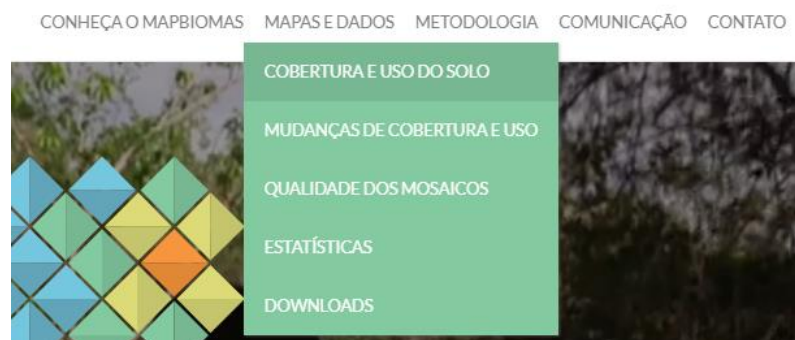 CONHEÇA O MAPBIOMAS MAPAS E DADOS METODOLOGIA COMUNICAÇÃO CONTATO
COBERTURA E USO DO SOLO
MUDANÇAS DE COBERTURA E USO
QUALIDADE DOS MOSAICOS
ESTATÍSTICAS
DOWNLOADS